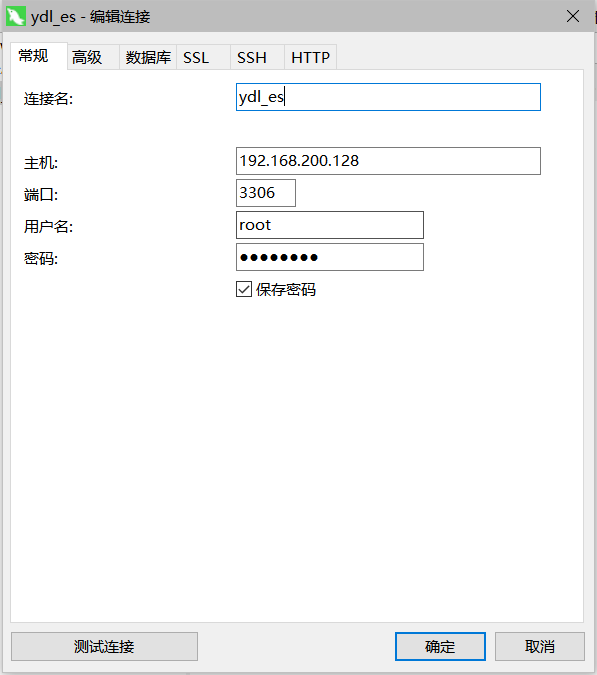 ydl_es - 编辑连接
常规 高级 数据库 SSL SSH HTTP
连接名: ydl_es
主机: 192.168.200.128
端口: 3306
用户名: root
密码: ●●●●●●●●
保存密码
测试连接 确定 取消